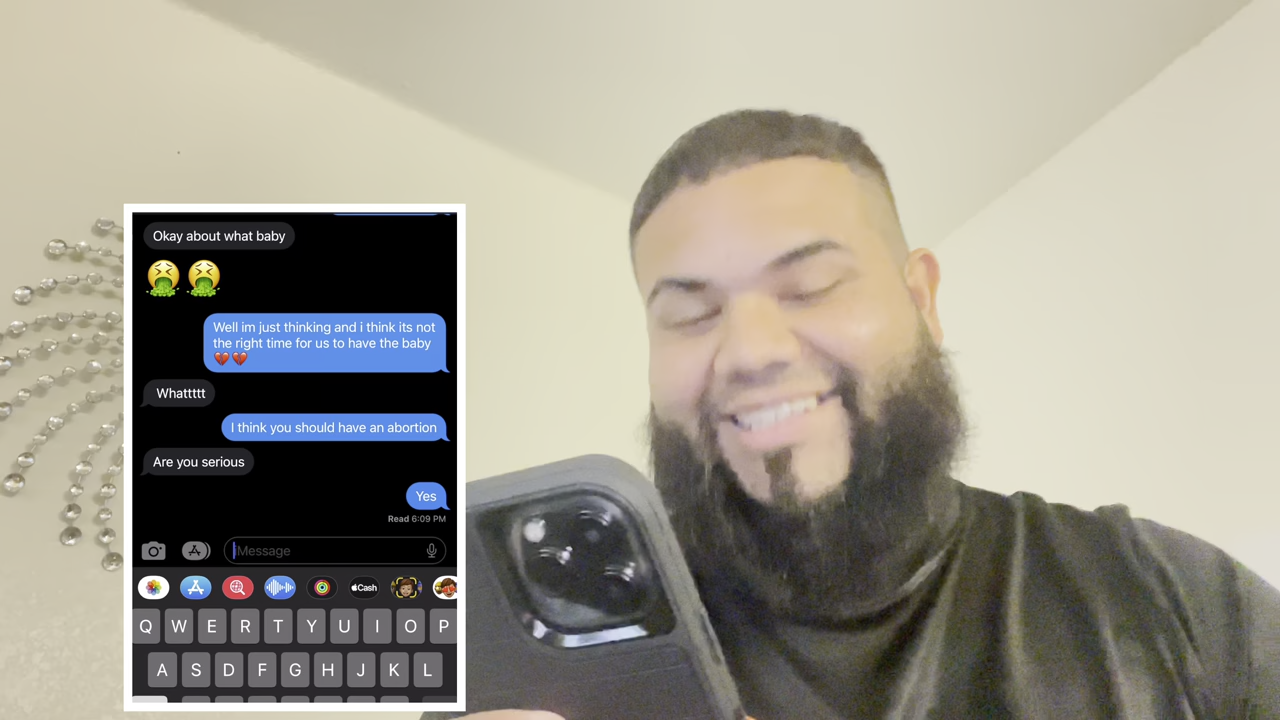 Okay about what baby
🤮 🤮
Well im just thinking and i think its not
the right time for us to have the baby
💔 💔
Whattttt
I think you should have an abortion
Are you serious
Yes
Read 6:09 PM
iMessage
Cash
Q W E R T Y U I O P
A S D F G H J K L